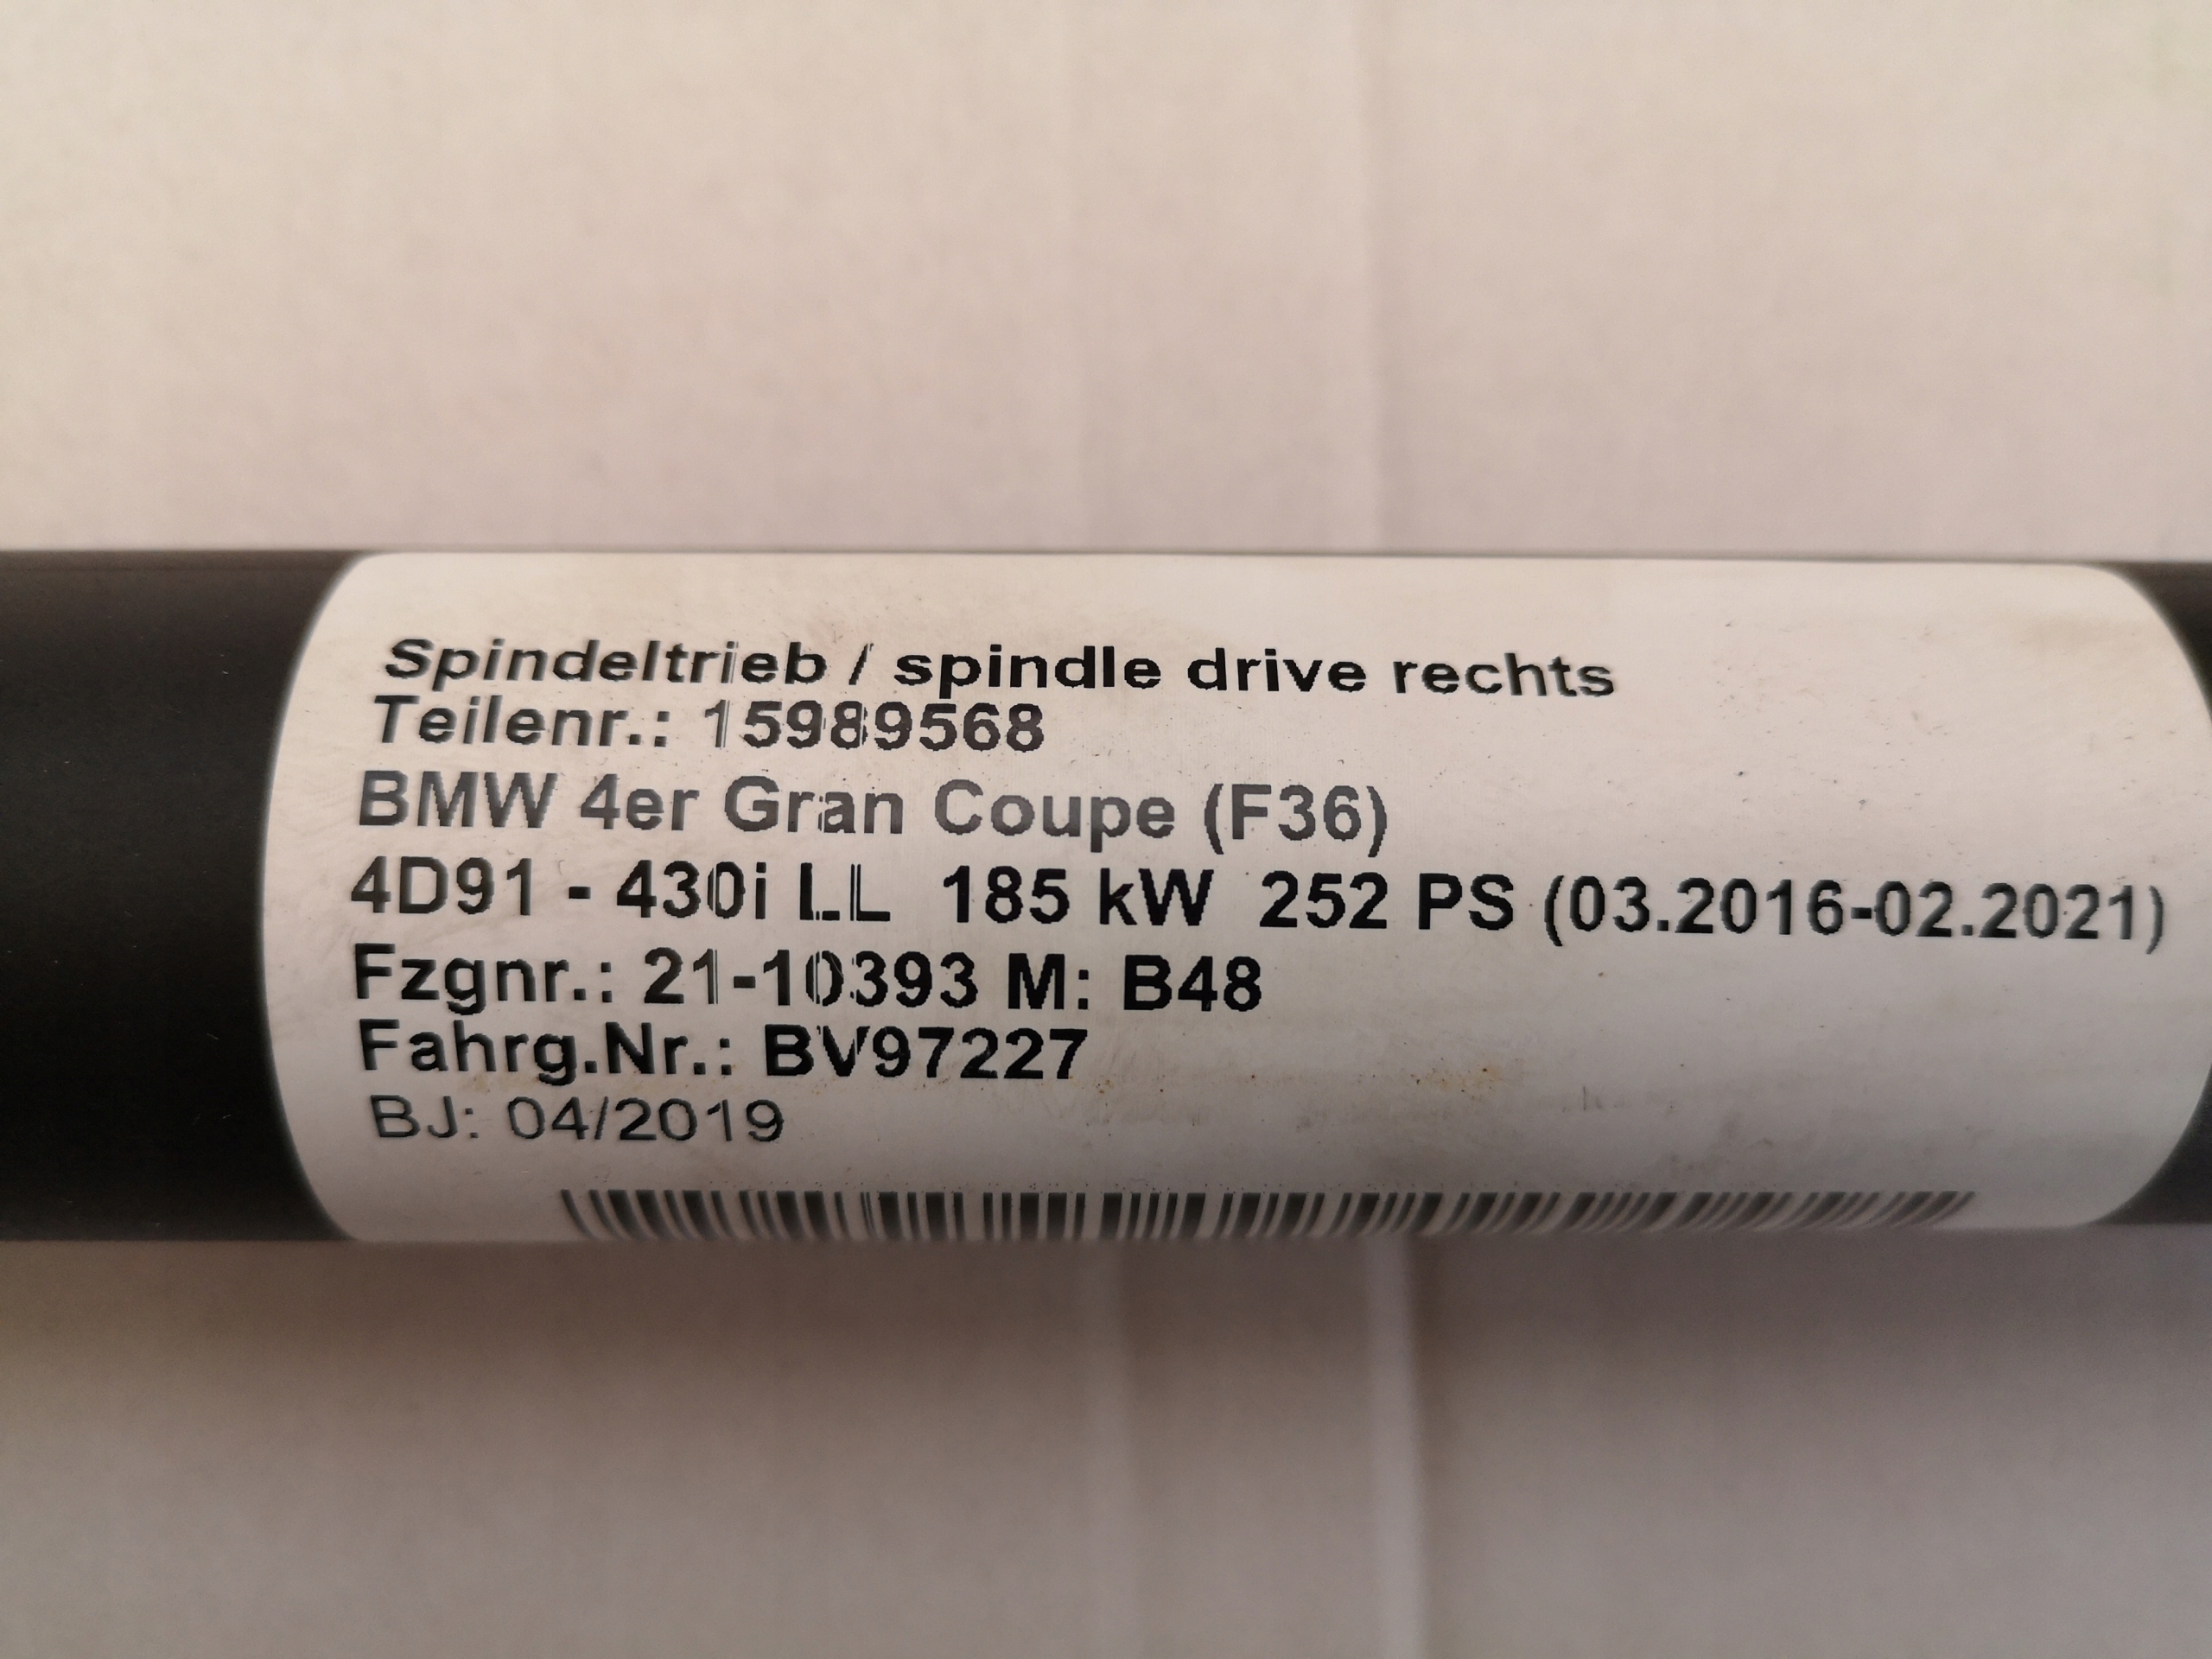 Spindeltrieb / spindle drive rechts
Teilenr.: 15989568
BMW 4er Gran Coupe (F36)
4D91 - 430i LL 185 kW 252 PS (03.2016-02.2021)
Fzgnr.: 21-10393 M: B48
Fahrg.Nr.: BV97227
BJ: 04/2019